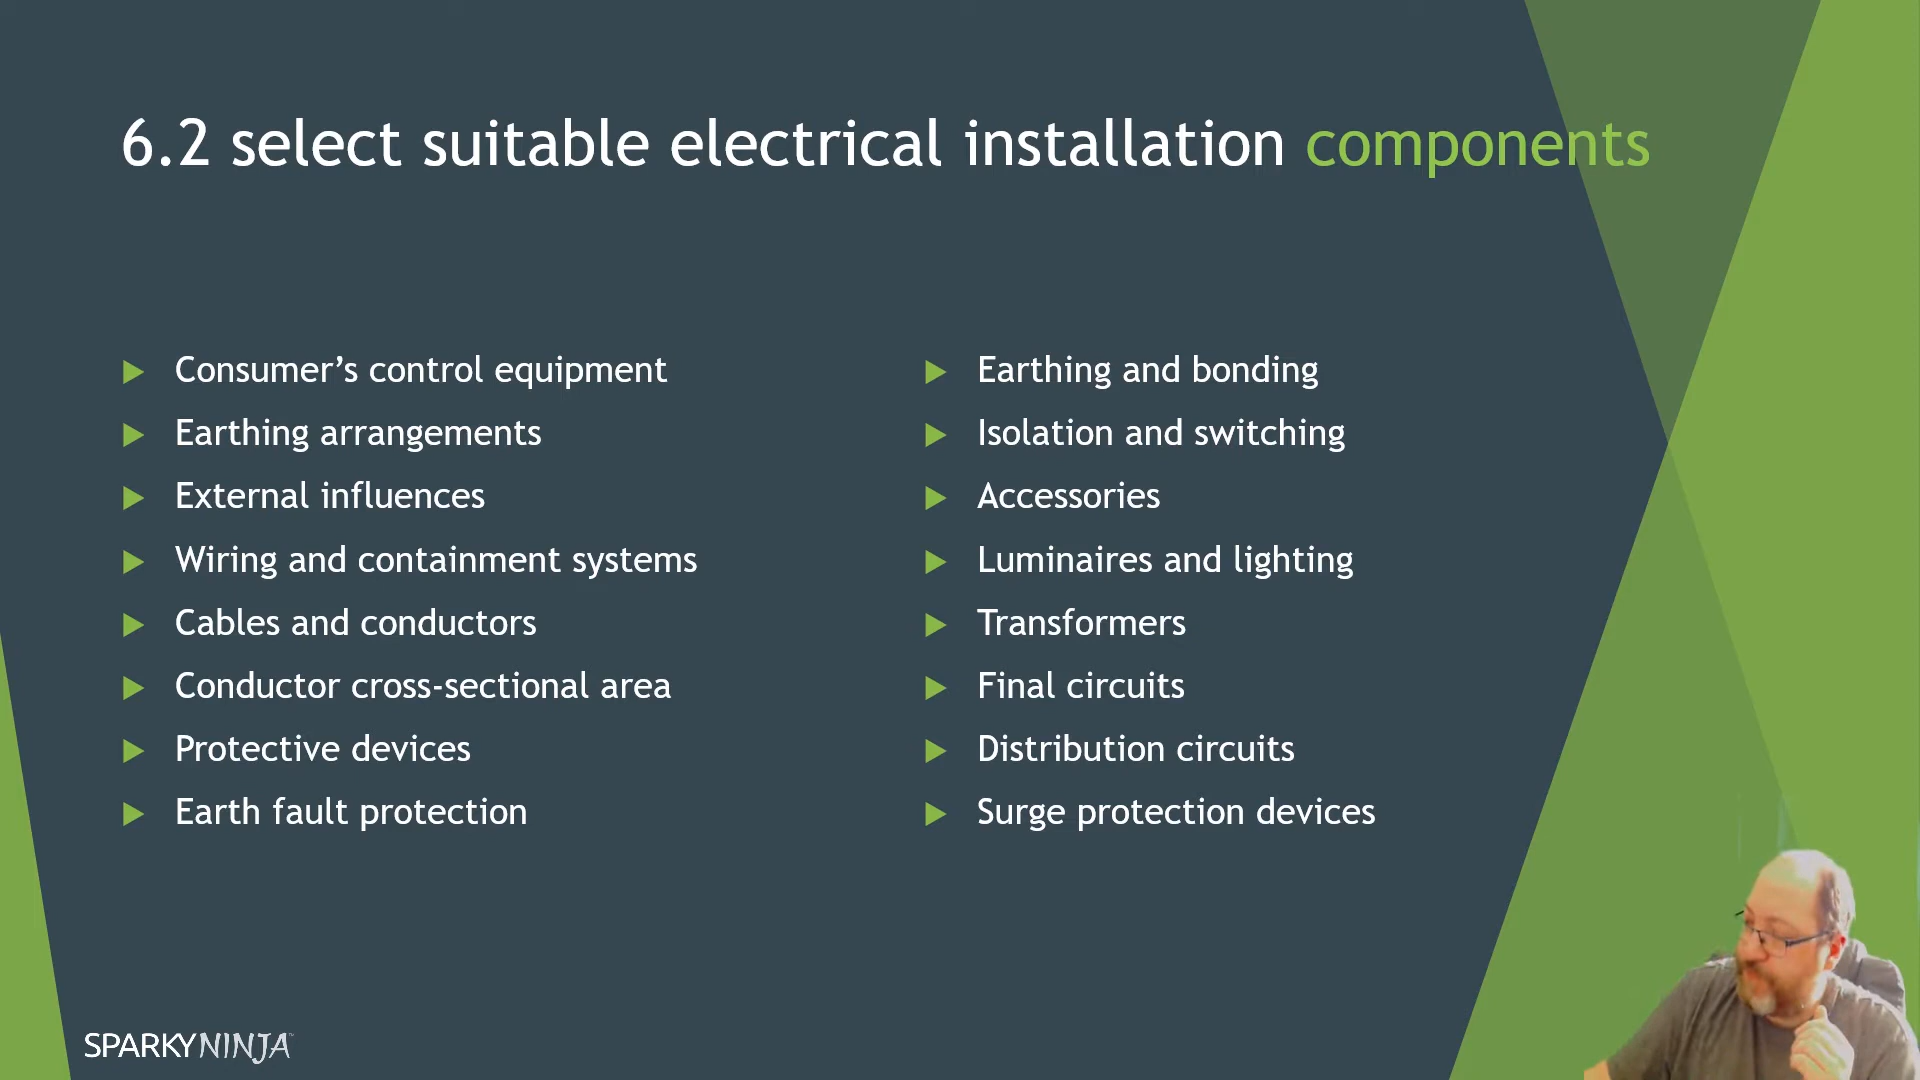 6.2 select suitable electrical installation components
Consumer’s control equipment
Earthing arrangements
External influences
Wiring and containment systems
Cables and conductors
Conductor cross-sectional area
Protective devices
Earth fault protection
Earthing and bonding
Isolation and switching
Accessories
Luminaires and lighting
Transformers
Final circuits
Distribution circuits
Surge protection devices
SPARKYNINJA™